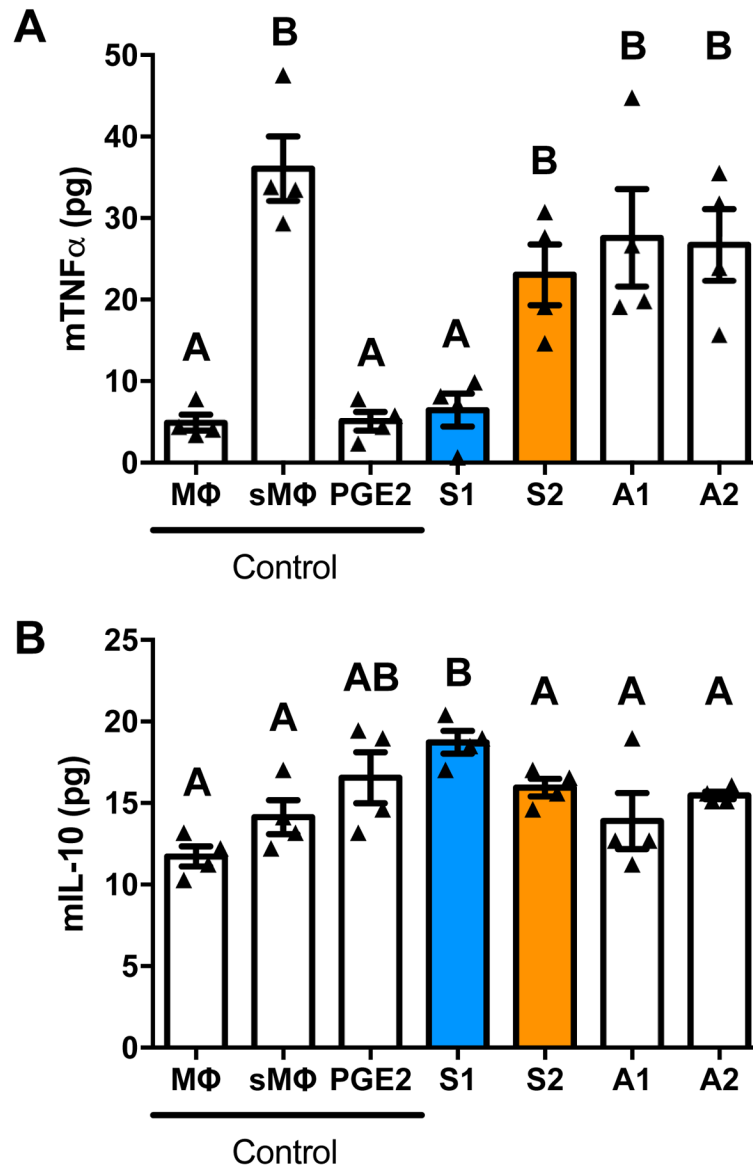 A
B
B
B
50
40
mTNFα (pg)
30
B
20
A
A
A
10
0
MΦ sMΦ PGE2 S1 S2 A1 A2
Control
B
25
AB
B
A
A
A
A
20
A
mIL-10 (pg)
15
10
5
0
MΦ sMΦ PGE2 S1 S2 A1 A2
Control